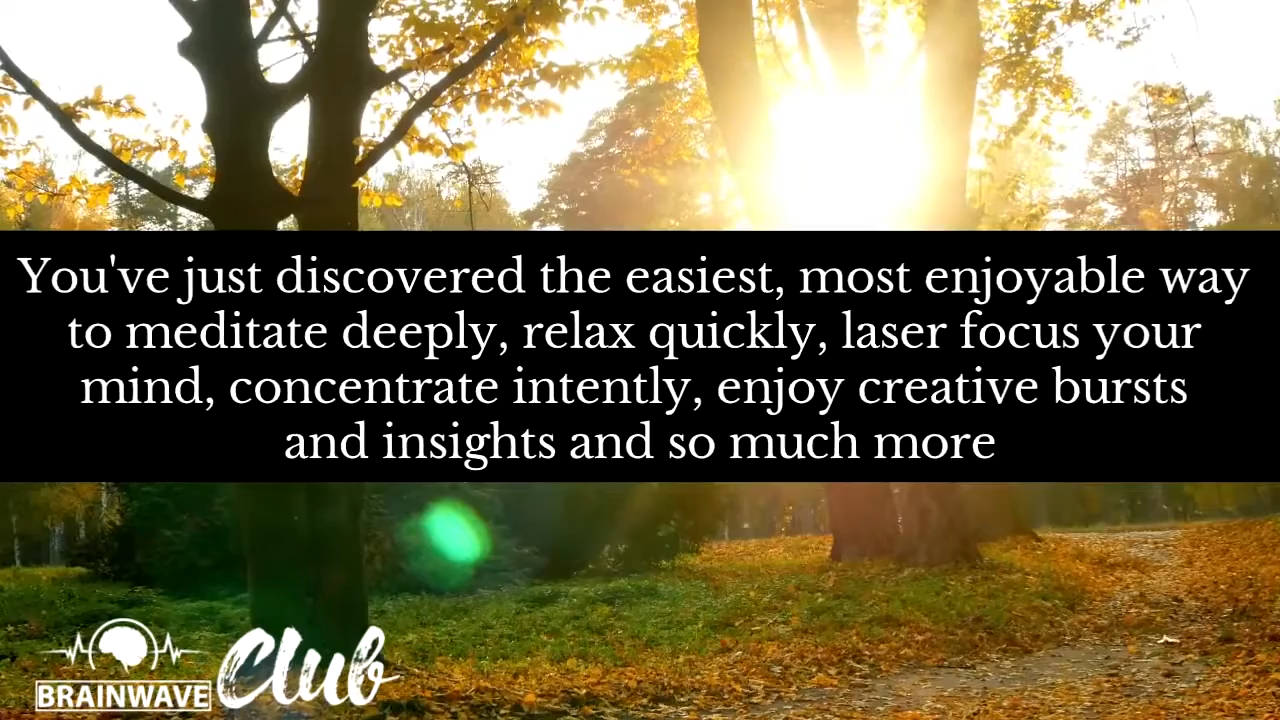 You've just discovered the easiest, most enjoyable way
to meditate deeply, relax quickly, laser focus your
mind, concentrate intently, enjoy creative bursts
and insights and so much more
BRAINWAVE Club